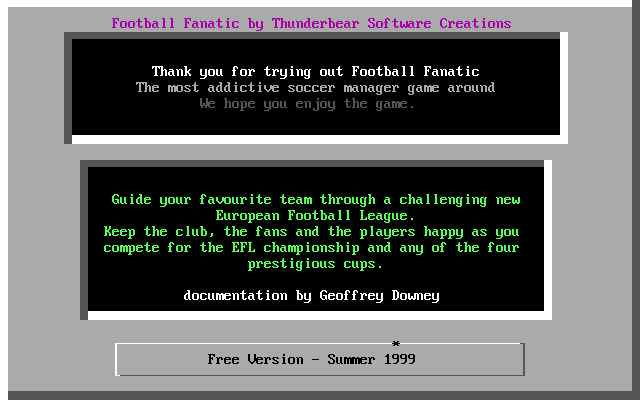 Football Fanatic by Thunderbear Software Creations
Thank you for trying out Football Fanatic
The most addictive soccer manager game around
We hope you enjoy the game.
Guide your favourite team through a challenging new
European Football League.
Keep the club, the fans and the players happy as you
compete for the EFL championship and any of the four
prestigious cups.
documentation by Geoffrey Downey
*
Free Version - Summer 1999